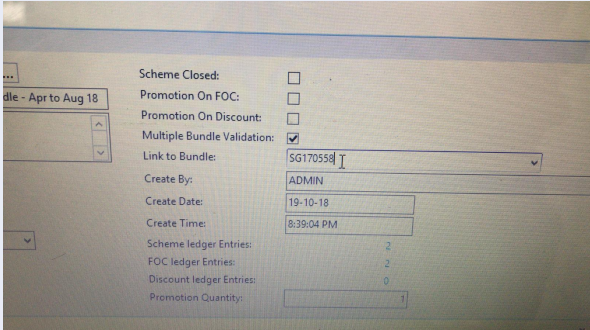 ...
Scheme Closed:
dle - Apr to Aug 18
Promotion On FOC:
Promotion On Discount:
Multiple Bundle Validation:
Link to Bundle: SG170558
Create By: ADMIN
Create Date: 19-10-18
Create Time: 8:39:04 PM
Scheme ledger Entries: 2
FOC ledger Entries: 2
Discount ledger Entries: 0
Promotion Quantity: 1